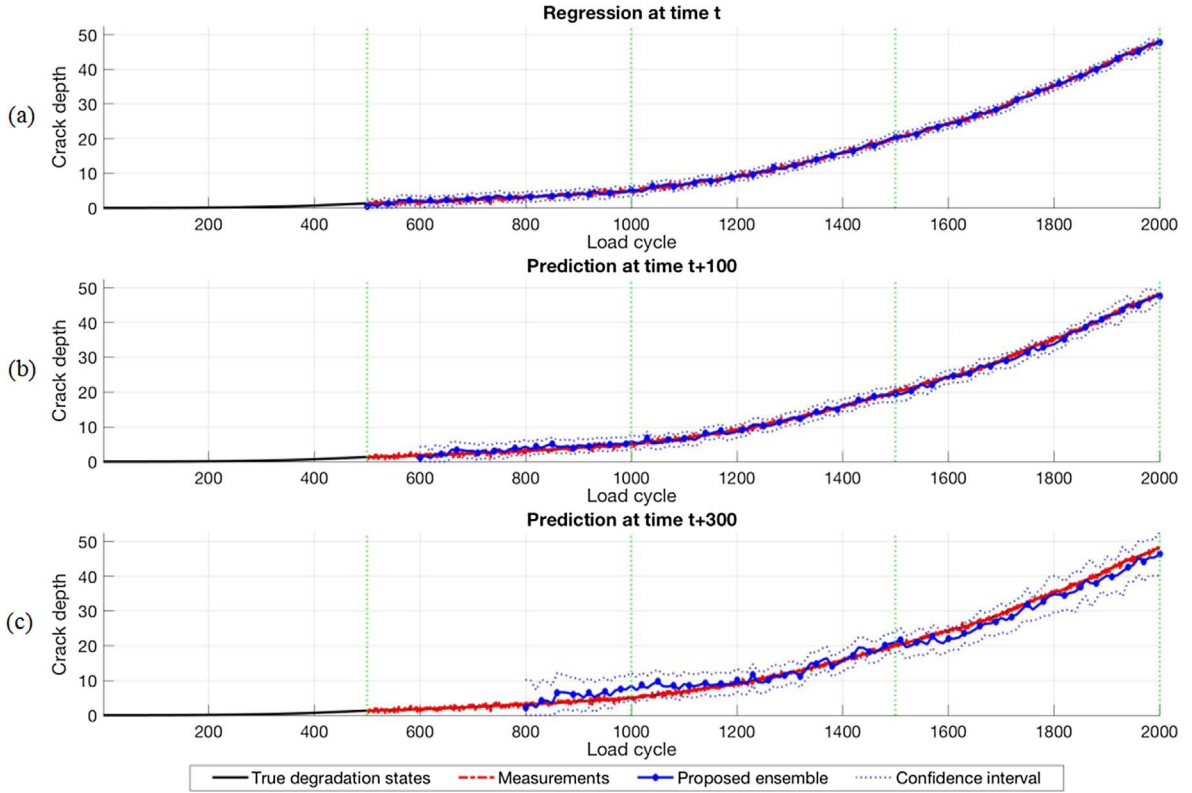 Regression at time t
(a)
Crack depth
50
40
30
20
10
0
200 400 600 800 1000 1200 1400 1600 1800 2000
Load cycle
Prediction at time t+100
(b)
Crack depth
50
40
30
20
10
0
200 400 600 800 1000 1200 1400 1600 1800 2000
Load cycle
Prediction at time t+300
(c)
Crack depth
50
40
30
20
10
0
200 400 600 800 1000 1200 1400 1600 1800 2000
Load cycle
True degradation states Measurements Proposed ensemble Confidence interval